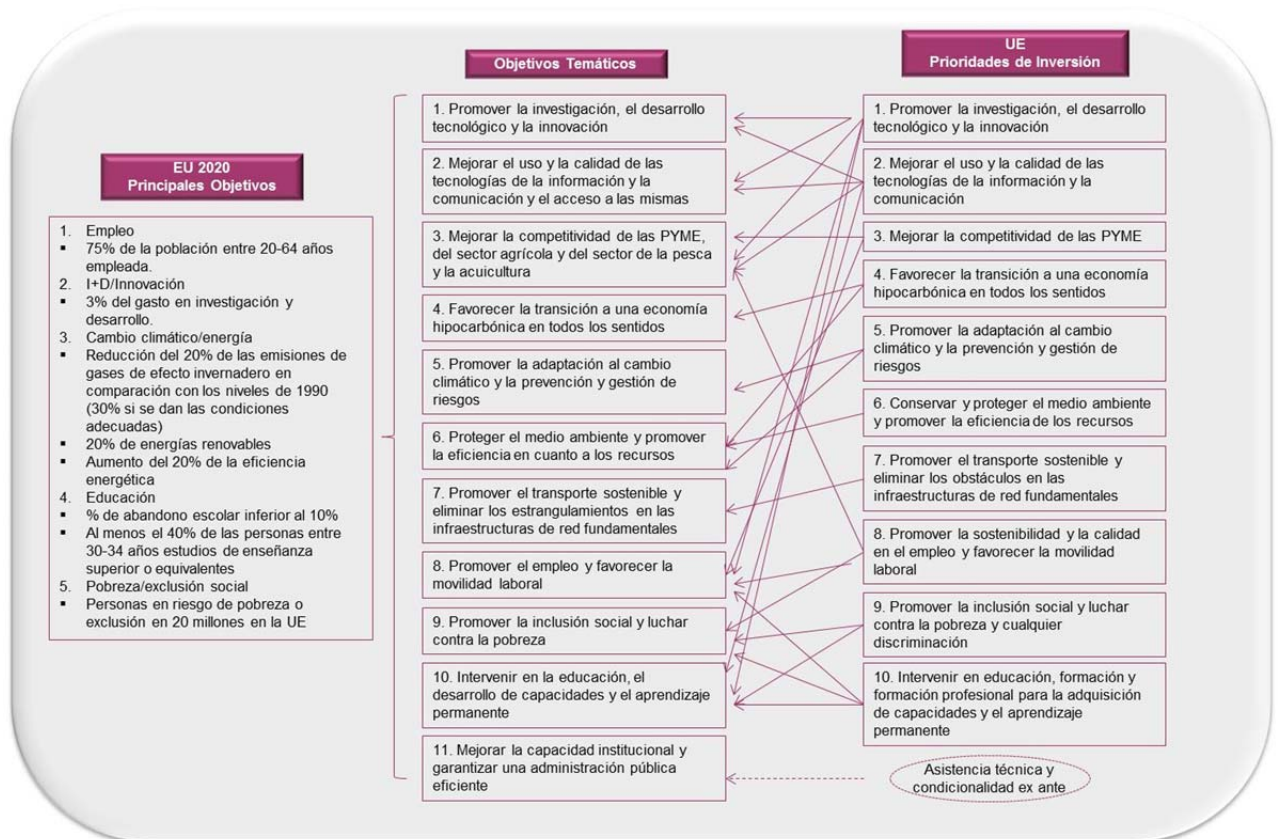 EU 2020
Principales Objetivos
1. Empleo
▪ 75% de la población entre 20-64 años
empleada.
2. I+D/Innovación
▪ 3% del gasto en investigación y
desarrollo.
3. Cambio climático/energía
▪ Reducción del 20% de las emisiones de
gases de efecto invernadero en
comparación con los niveles de 1990
(30% si se dan las condiciones
adecuadas)
▪ 20% de energías renovables
▪ Aumento del 20% de la eficiencia
energética
4. Educación
▪ % de abandono escolar inferior al 10%
▪ Al menos el 40% de las personas entre
30-34 años estudios de enseñanza
superior o equivalentes
5. Pobreza/exclusión social
▪ Personas en riesgo de pobreza o
exclusión en 20 millones en la UE
Objetivos Temáticos
1. Promover la investigación, el desarrollo
tecnológico y la innovación
2. Mejorar el uso y la calidad de las
tecnologías de la información y la
comunicación y el acceso a las mismas
3. Mejorar la competitividad de las PYME,
del sector agrícola y del sector de la pesca
y la acuicultura
4. Favorecer la transición a una economía
hipocarbónica en todos los sentidos
5. Promover la adaptación al cambio
climático y la prevención y gestión de
riesgos
6. Proteger el medio ambiente y promover
la eficiencia en cuanto a los recursos
7. Promover el transporte sostenible y
eliminar los estrangulamientos en las
infraestructuras de red fundamentales
8. Promover el empleo y favorecer la
movilidad laboral
9. Promover la inclusión social y luchar
contra la pobreza
10. Intervenir en la educación, el
desarrollo de capacidades y el aprendizaje
permanente
11. Mejorar la capacidad institucional y
garantizar una administración pública
eficiente
UE
Prioridades de Inversión
1. Promover la investigación, el desarrollo
tecnológico y la innovación
2. Mejorar el uso y la calidad de las
tecnologías de la información y la
comunicación
3. Mejorar la competitividad de las PYME
4. Favorecer la transición a una economía
hipocarbónica en todos los sentidos
5. Promover la adaptación al cambio
climático y la prevención y gestión de
riesgos
6. Conservar y proteger el medio ambiente
y promover la eficiencia de los recursos
7. Promover el transporte sostenible y
eliminar los obstáculos en las
infraestructuras de red fundamentales
8. Promover la sostenibilidad y la calidad
en el empleo y favorecer la movilidad
laboral
9. Promover la inclusión social y luchar
contra la pobreza y cualquier
discriminación
10. Intervenir en educación, formación y
formación profesional para la adquisición
de capacidades y el aprendizaje
permanente
Asistencia técnica y
condicionalidad ex ante